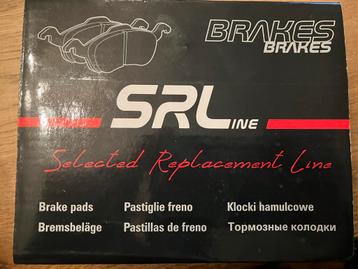 BRAKES
BRAKES
SRLINE
Selected Replacement Line
Brake pads Pastiglie freno Klocki hamulcowe
Bremsbeläge Pastillas de freno Тормозные колодки